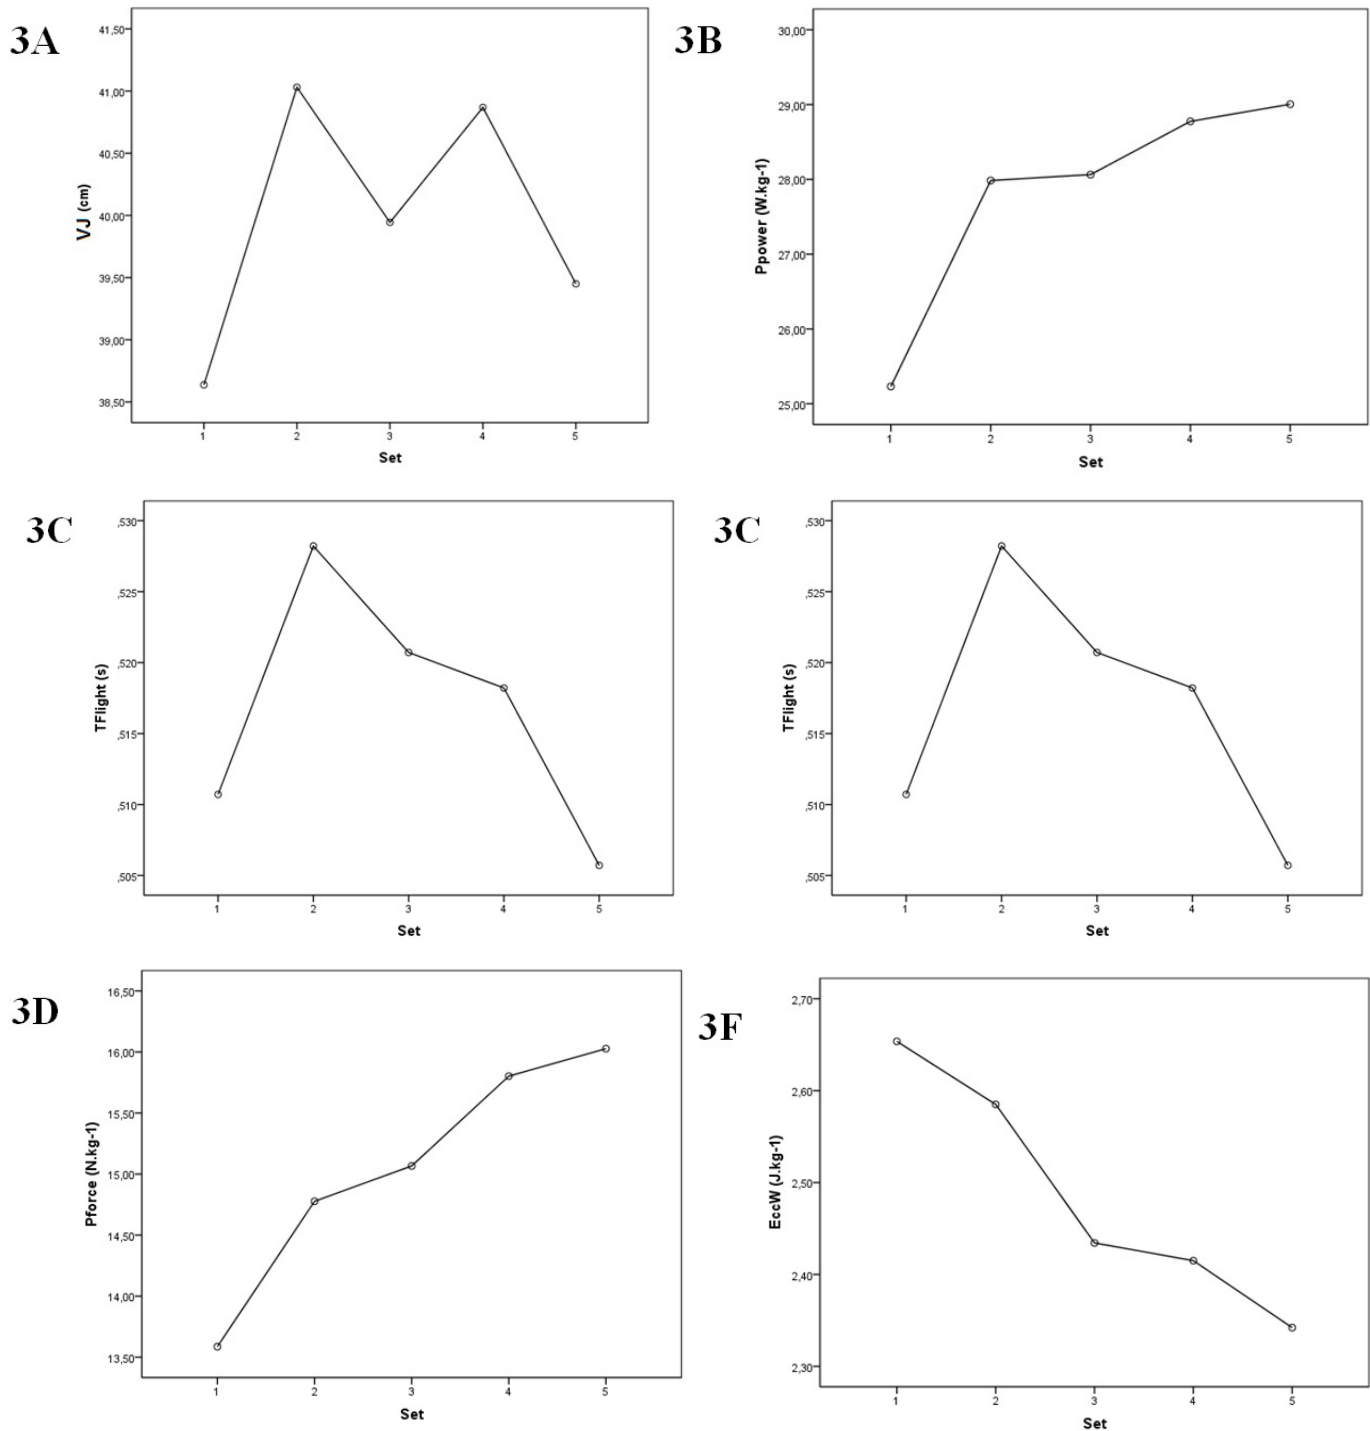 3A
41,50
41,00
40,50
40,00
39,50
39,00
38,50
VJ (cm)
1 2 3 4 5
Set
3B
30,00
29,00
28,00
27,00
26,00
25,00
Ppower (W.kg-1)
1 2 3 4 5
Set
3C
,530
,525
,520
,515
,510
,505
TFlight (s)
1 2 3 4 5
Set
3C
,530
,525
,520
,515
,510
,505
TFlight (s)
1 2 3 4 5
Set
3D
16,50
16,00
15,50
15,00
14,50
14,00
13,50
Pforce (N.kg-1)
1 2 3 4 5
Set
3F
2,70
2,60
2,50
2,40
2,30
EccW (J.kg-1)
1 2 3 4 5
Set